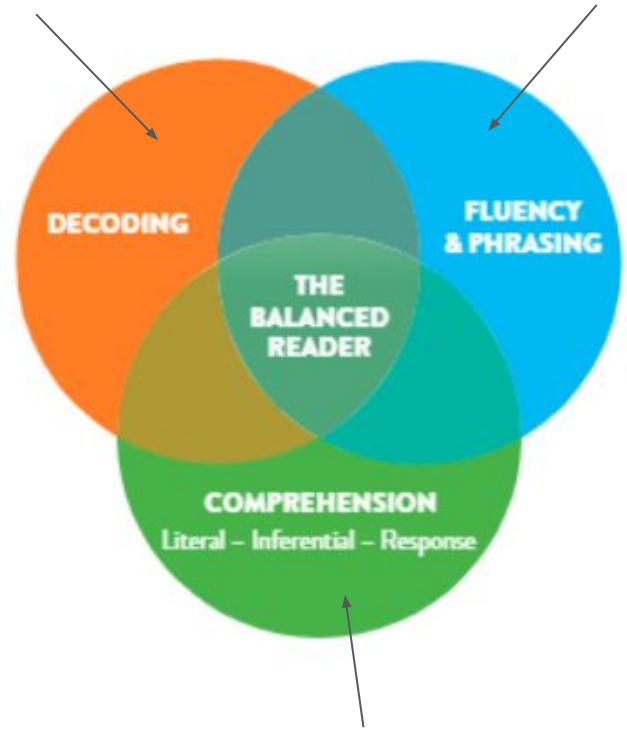 DECODING
FLUENCY
& PHRASING
THE
BALANCED
READER
COMPREHENSION
Literal – Inferential – Response